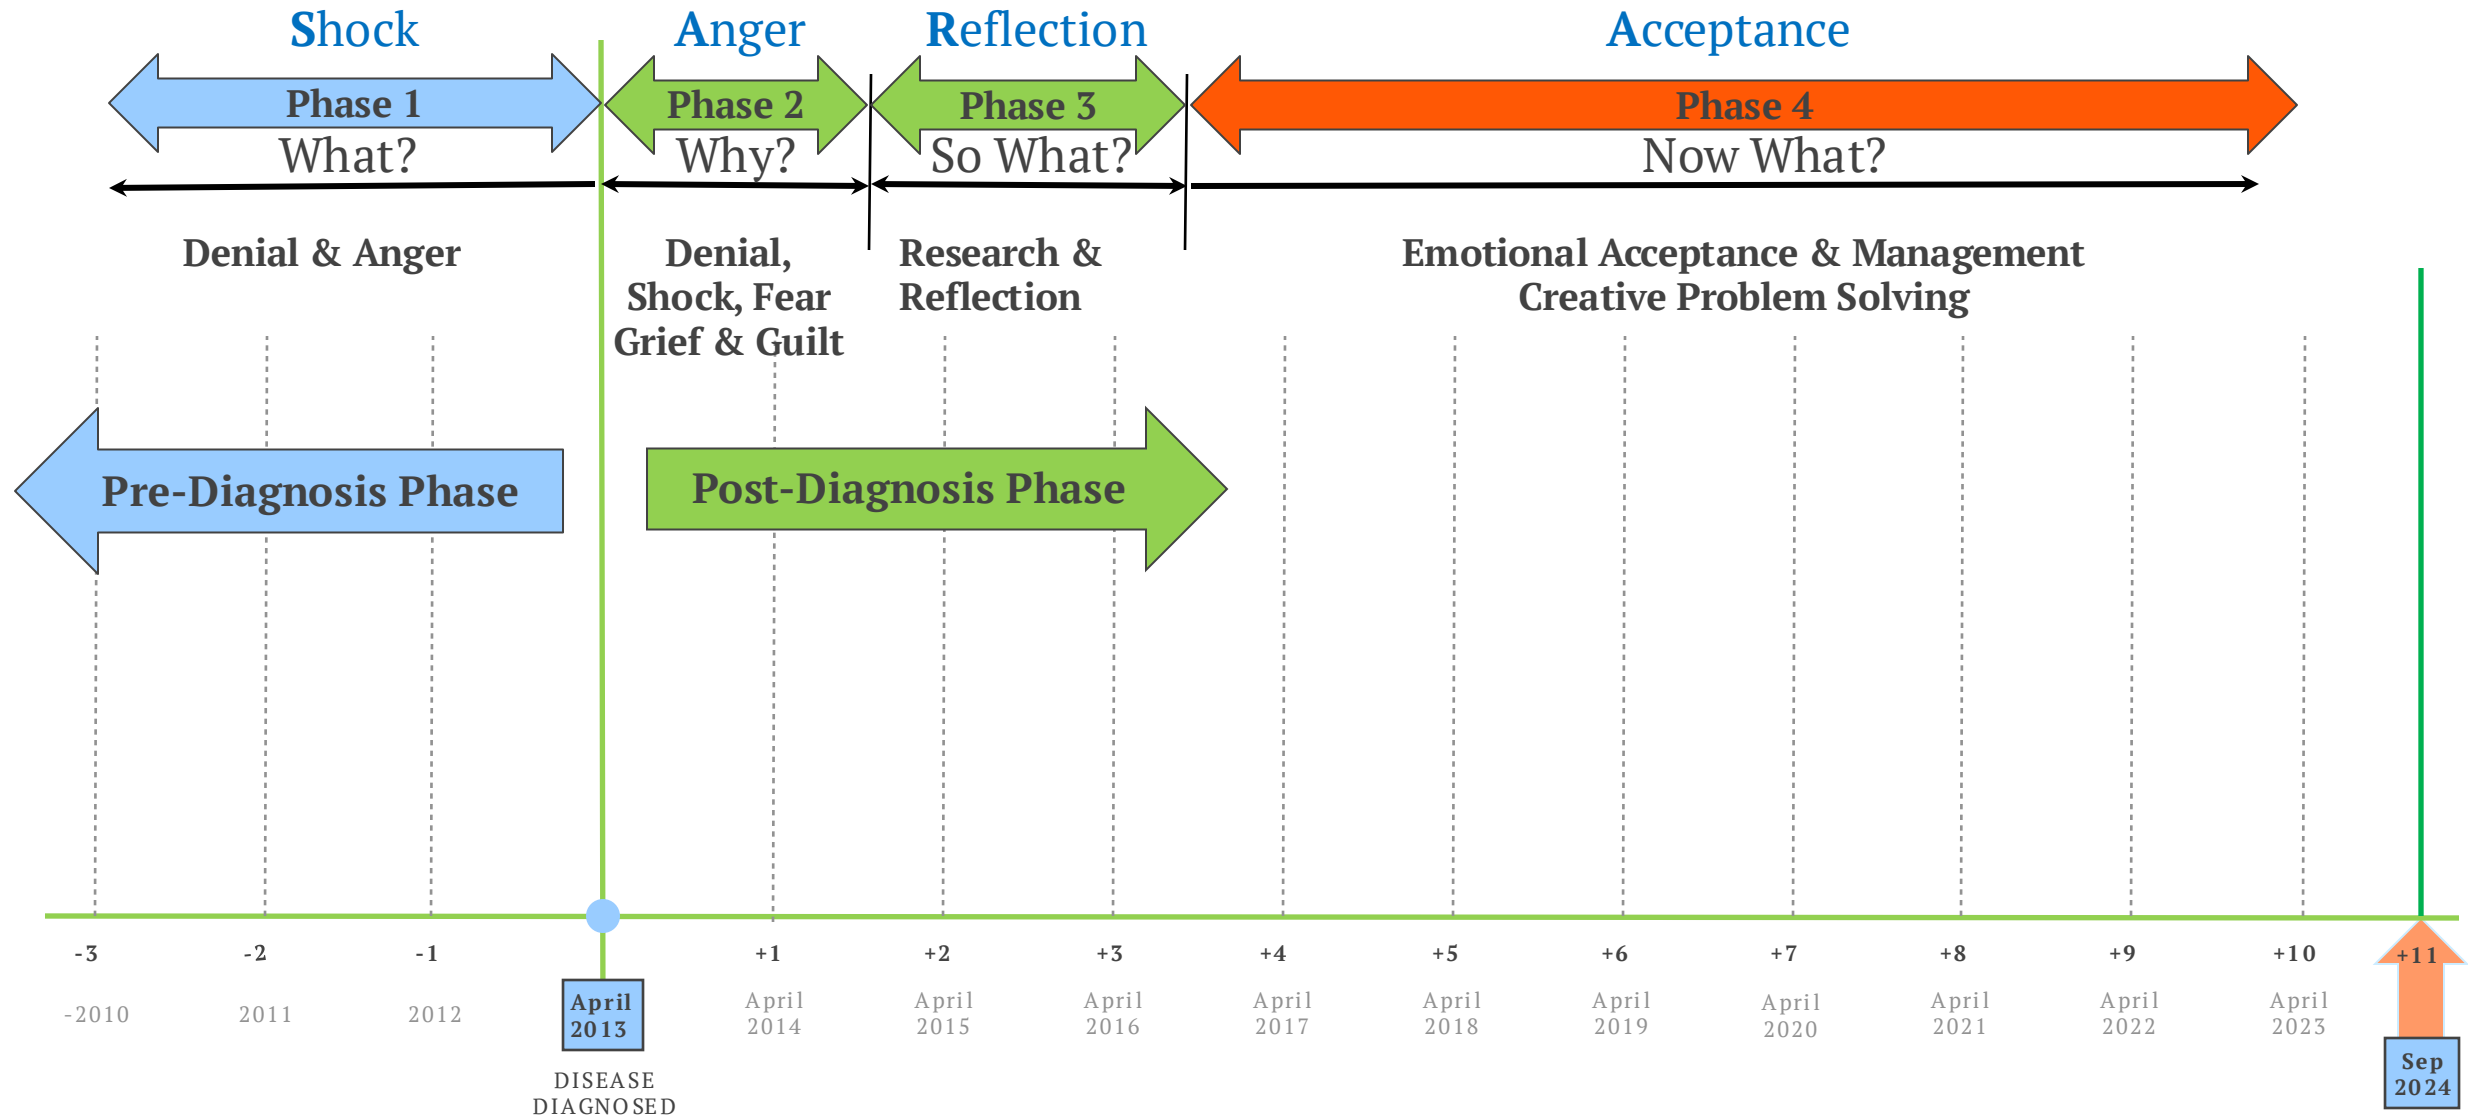 Shock
Anger
Reflection
Acceptance
Phase 1
Phase 2
Phase 3
Phase 4
What?
Why?
So What?
Now What?
Denial & Anger
Denial,
Shock, Fear
Grief & Guilt
Research &
Reflection
Emotional Acceptance & Management
Creative Problem Solving
Pre-Diagnosis Phase
Post-Diagnosis Phase
-3
-2
-1
+1
+2
+3
+4
+5
+6
+7
+8
+9
+10
+11
-2010
2011
2012
April
2013
April
2014
April
2015
April
2016
April
2017
April
2018
April
2019
April
2020
April
2021
April
2022
April
2023
Sep
2024
DISEASE
DIAGNOSED